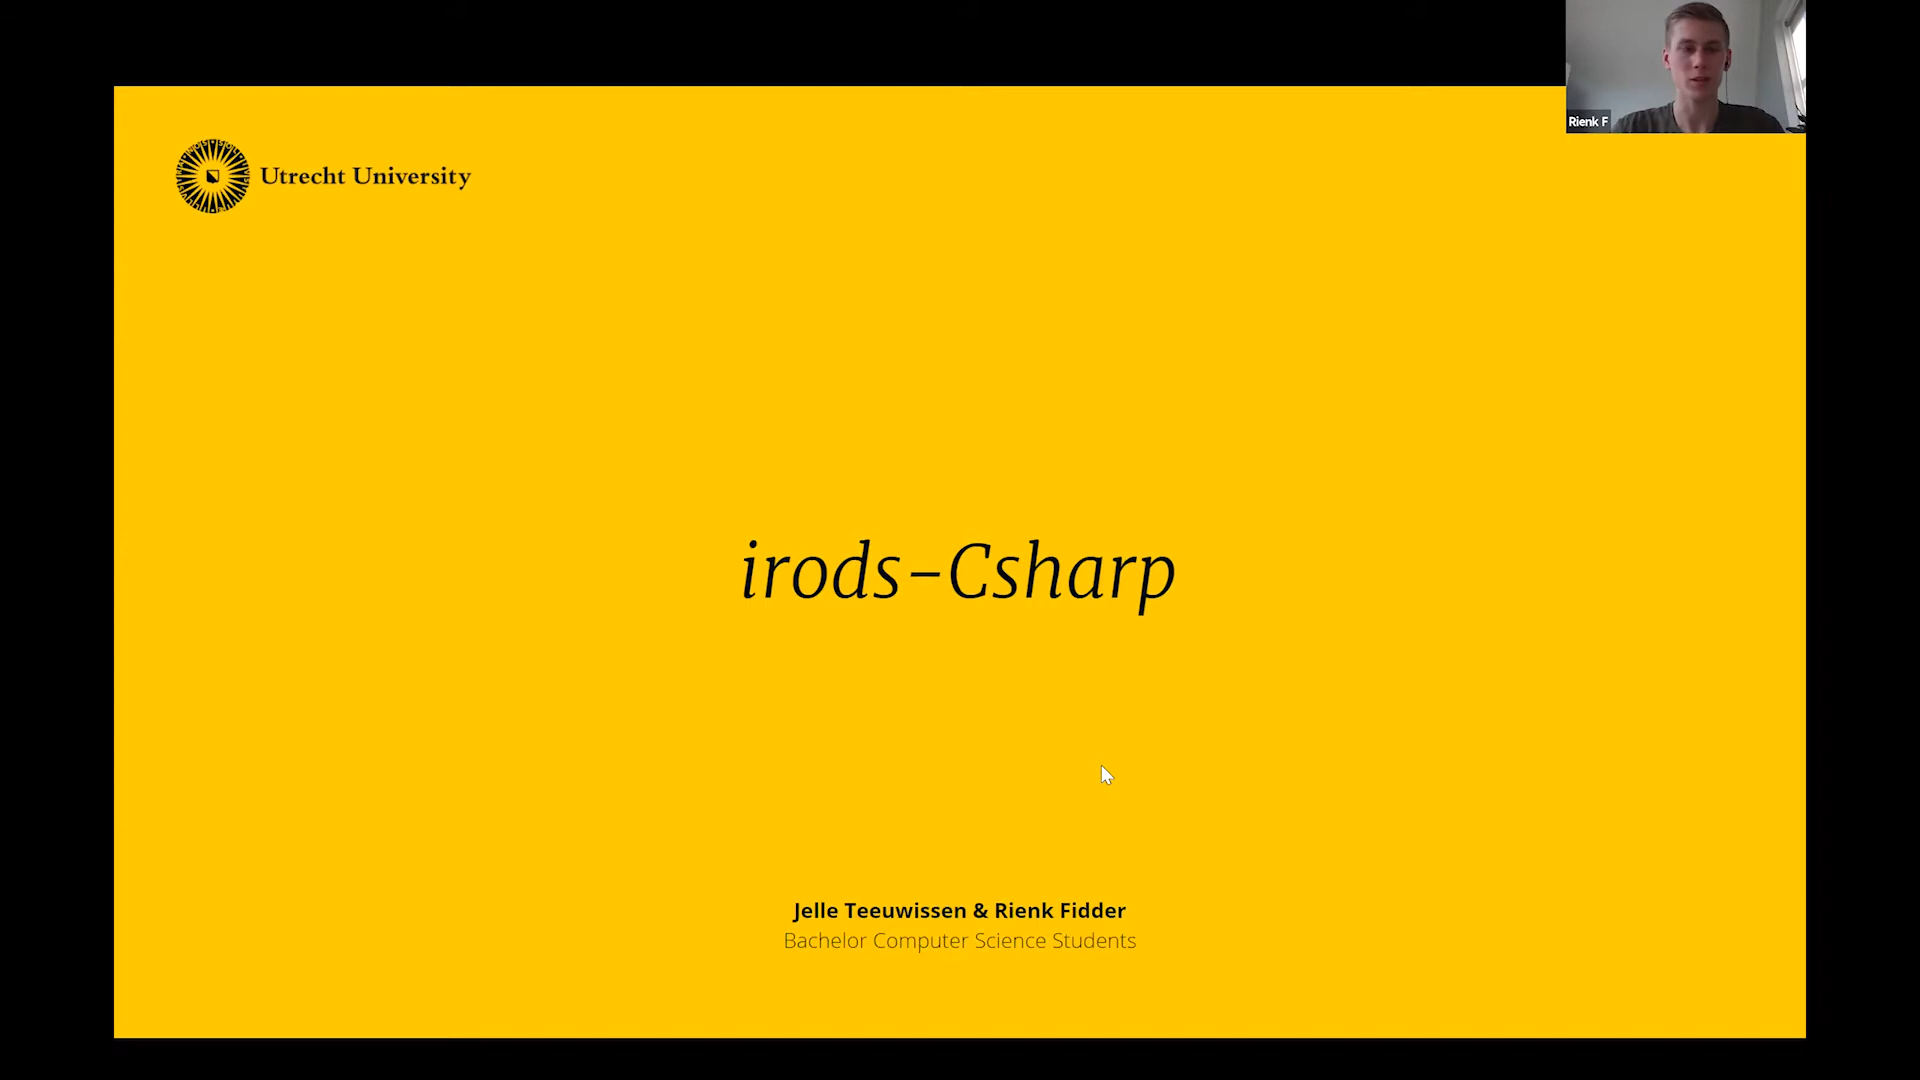 Rienk F
Utrecht University
irods-Csharp
Jelle Teeuwissen & Rienk Fidder
Bachelor Computer Science Students